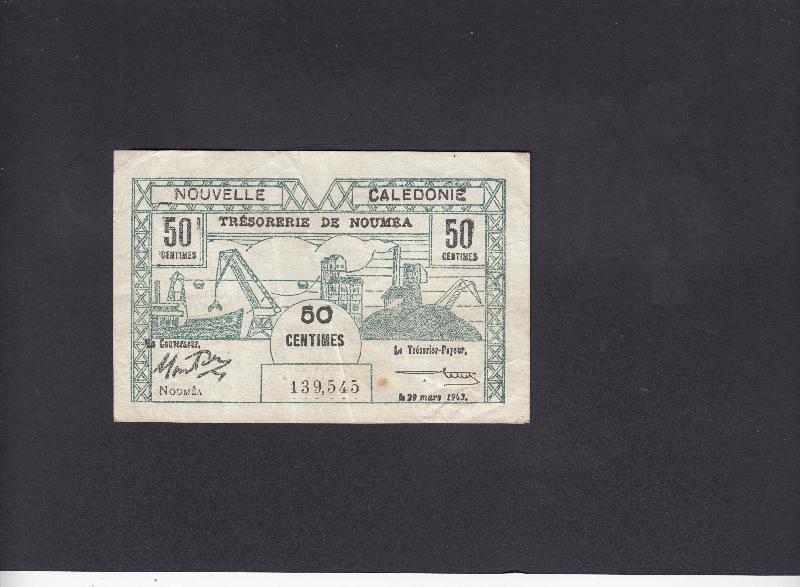 NOUVELLE CALEDONIE
TRÉSORERIE DE NOUMÉA
50 CENTIMES
50 CENTIMES
50 CENTIMES
Le Gouverneur,
Le Trésorier-Payeur,
139,545
NOUMÉA
le 29 mars 1943.